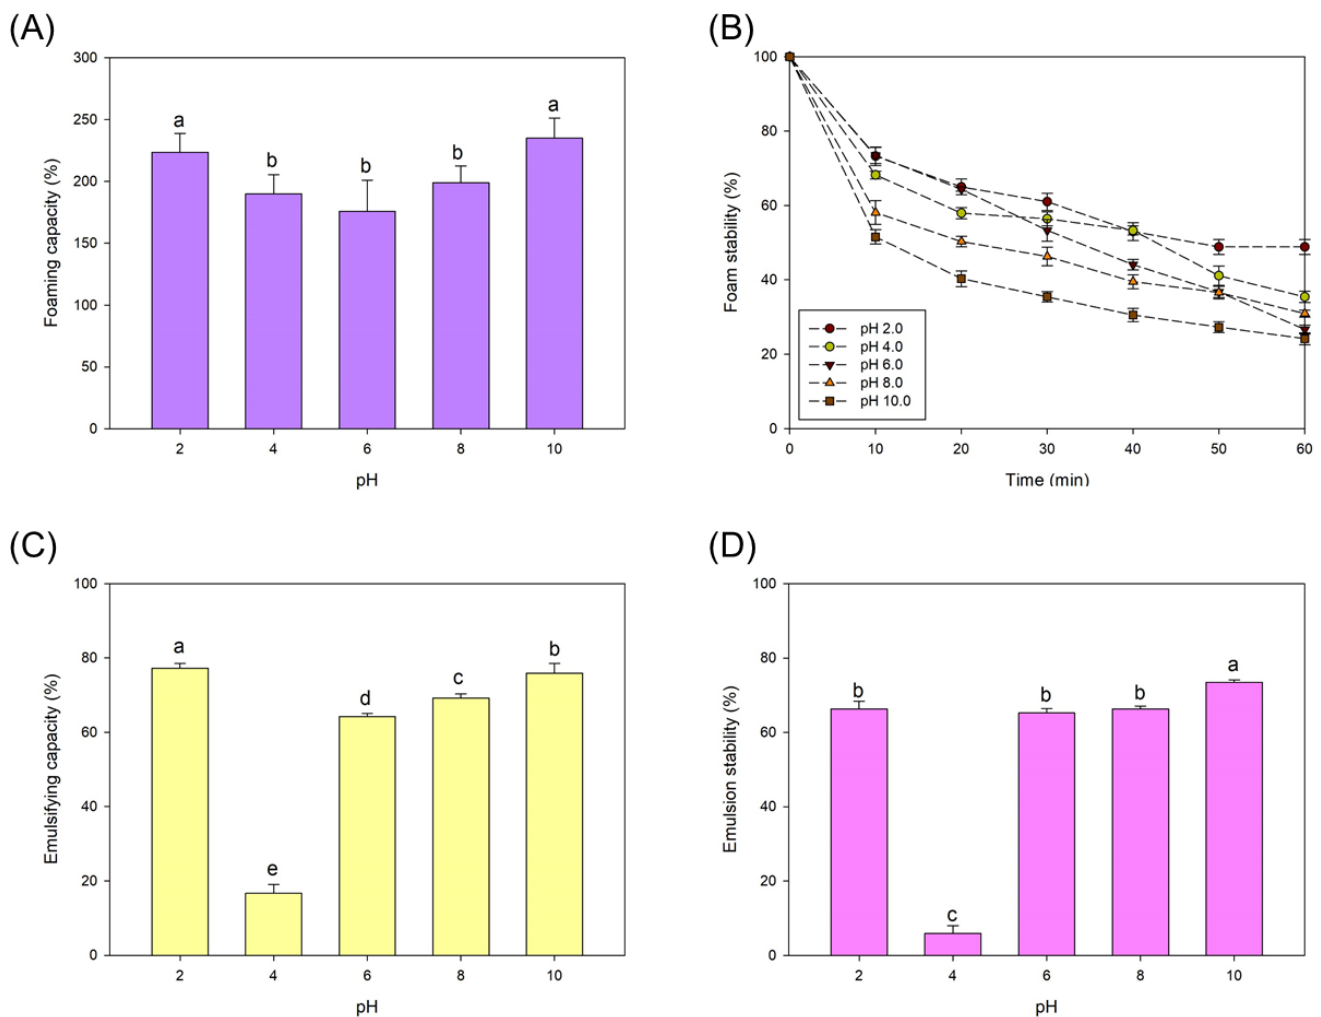 (A)
300
250
200
150
100
50
0
Foaming capacity (%)
a
b
b
b
a
2 4 6 8 10
pH
(B)
100
80
60
40
20
0
Foam stability (%)
pH 2.0
pH 4.0
pH 6.0
pH 8.0
pH 10.0
0 10 20 30 40 50 60
Time (min)
(C)
100
80
60
40
20
0
Emulsifying capacity (%)
a
e
d
c
b
2 4 6 8 10
pH
(D)
100
80
60
40
20
0
Emulsion stability (%)
b
c
b
b
a
2 4 6 8 10
pH